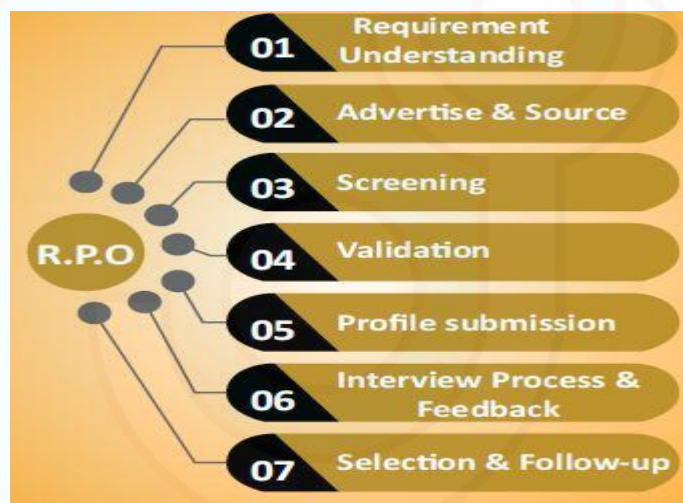 01
Requirement
Understanding
02
Advertise & Source
03
Screening
R.P.O
04
Validation
05
Profile submission
06
Interview Process &
Feedback
07
Selection & Follow-up